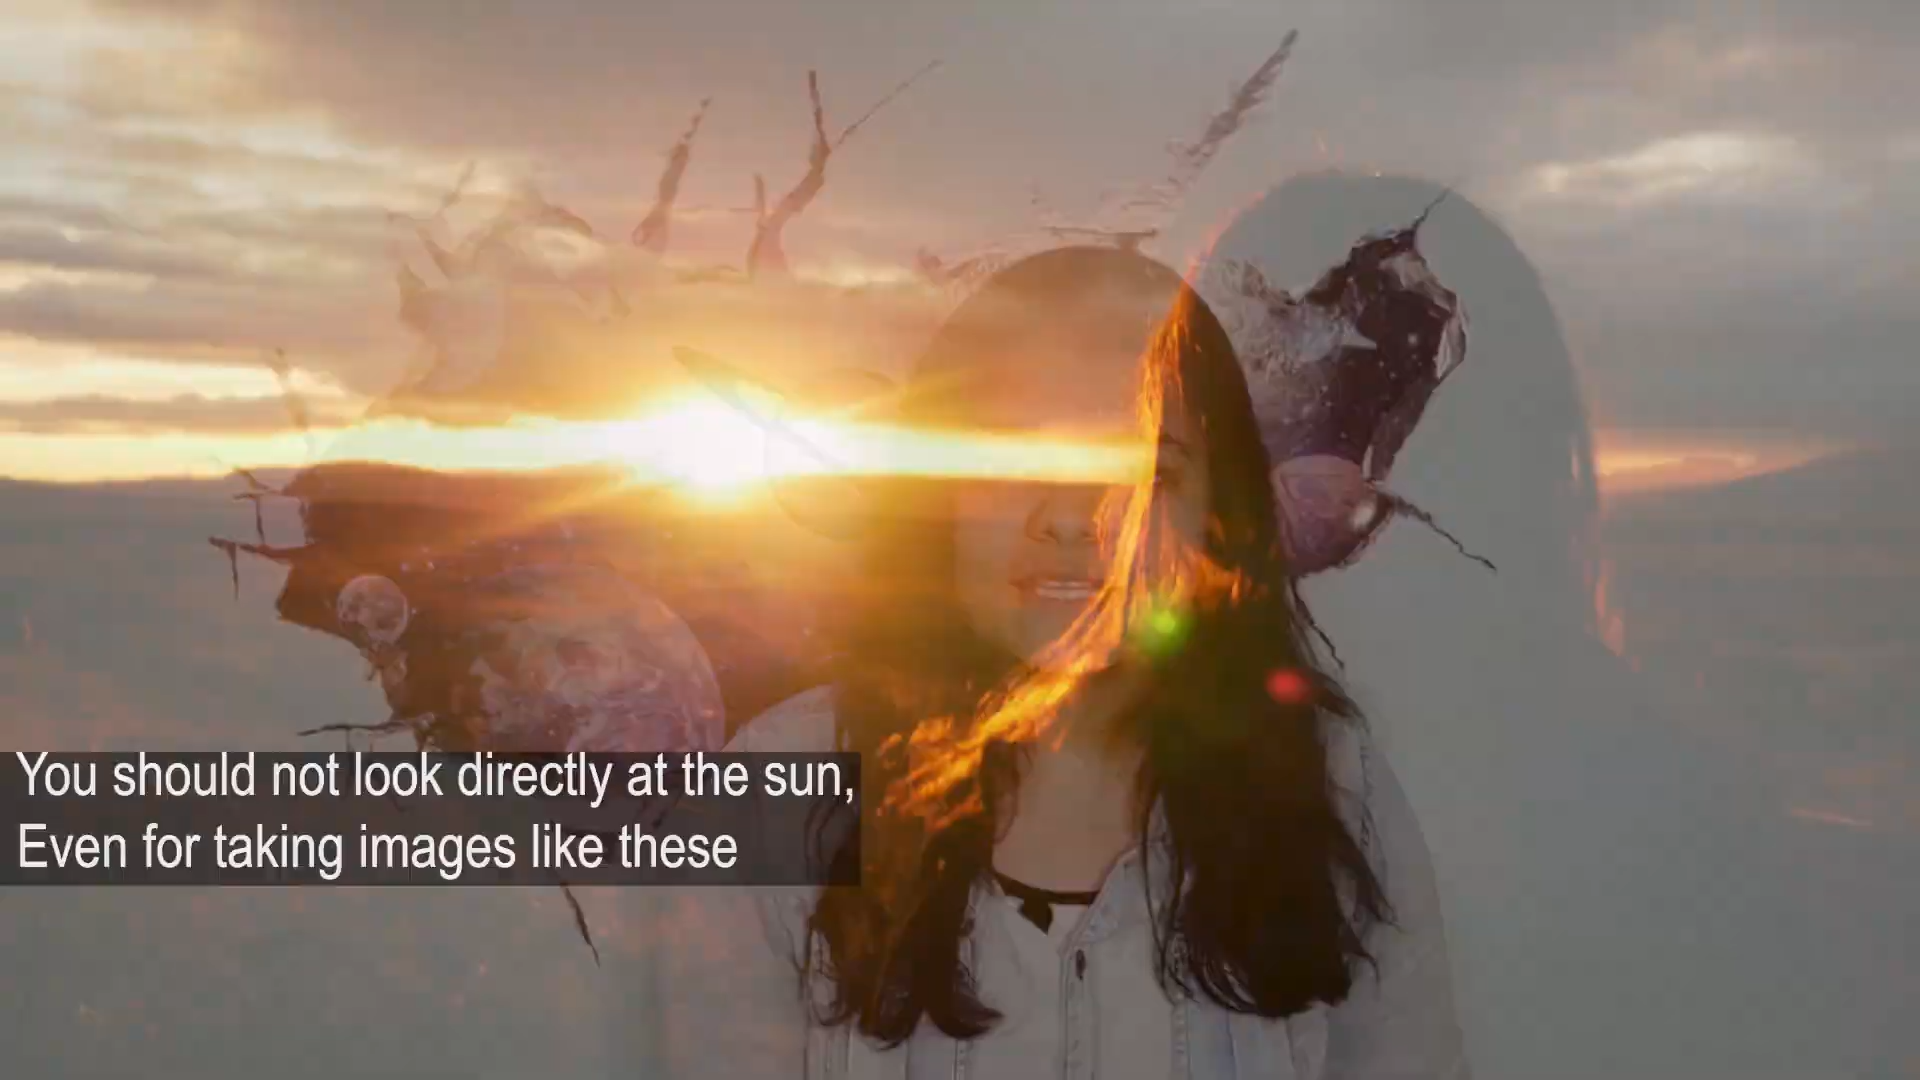 You should not look directly at the sun,
Even for taking images like these